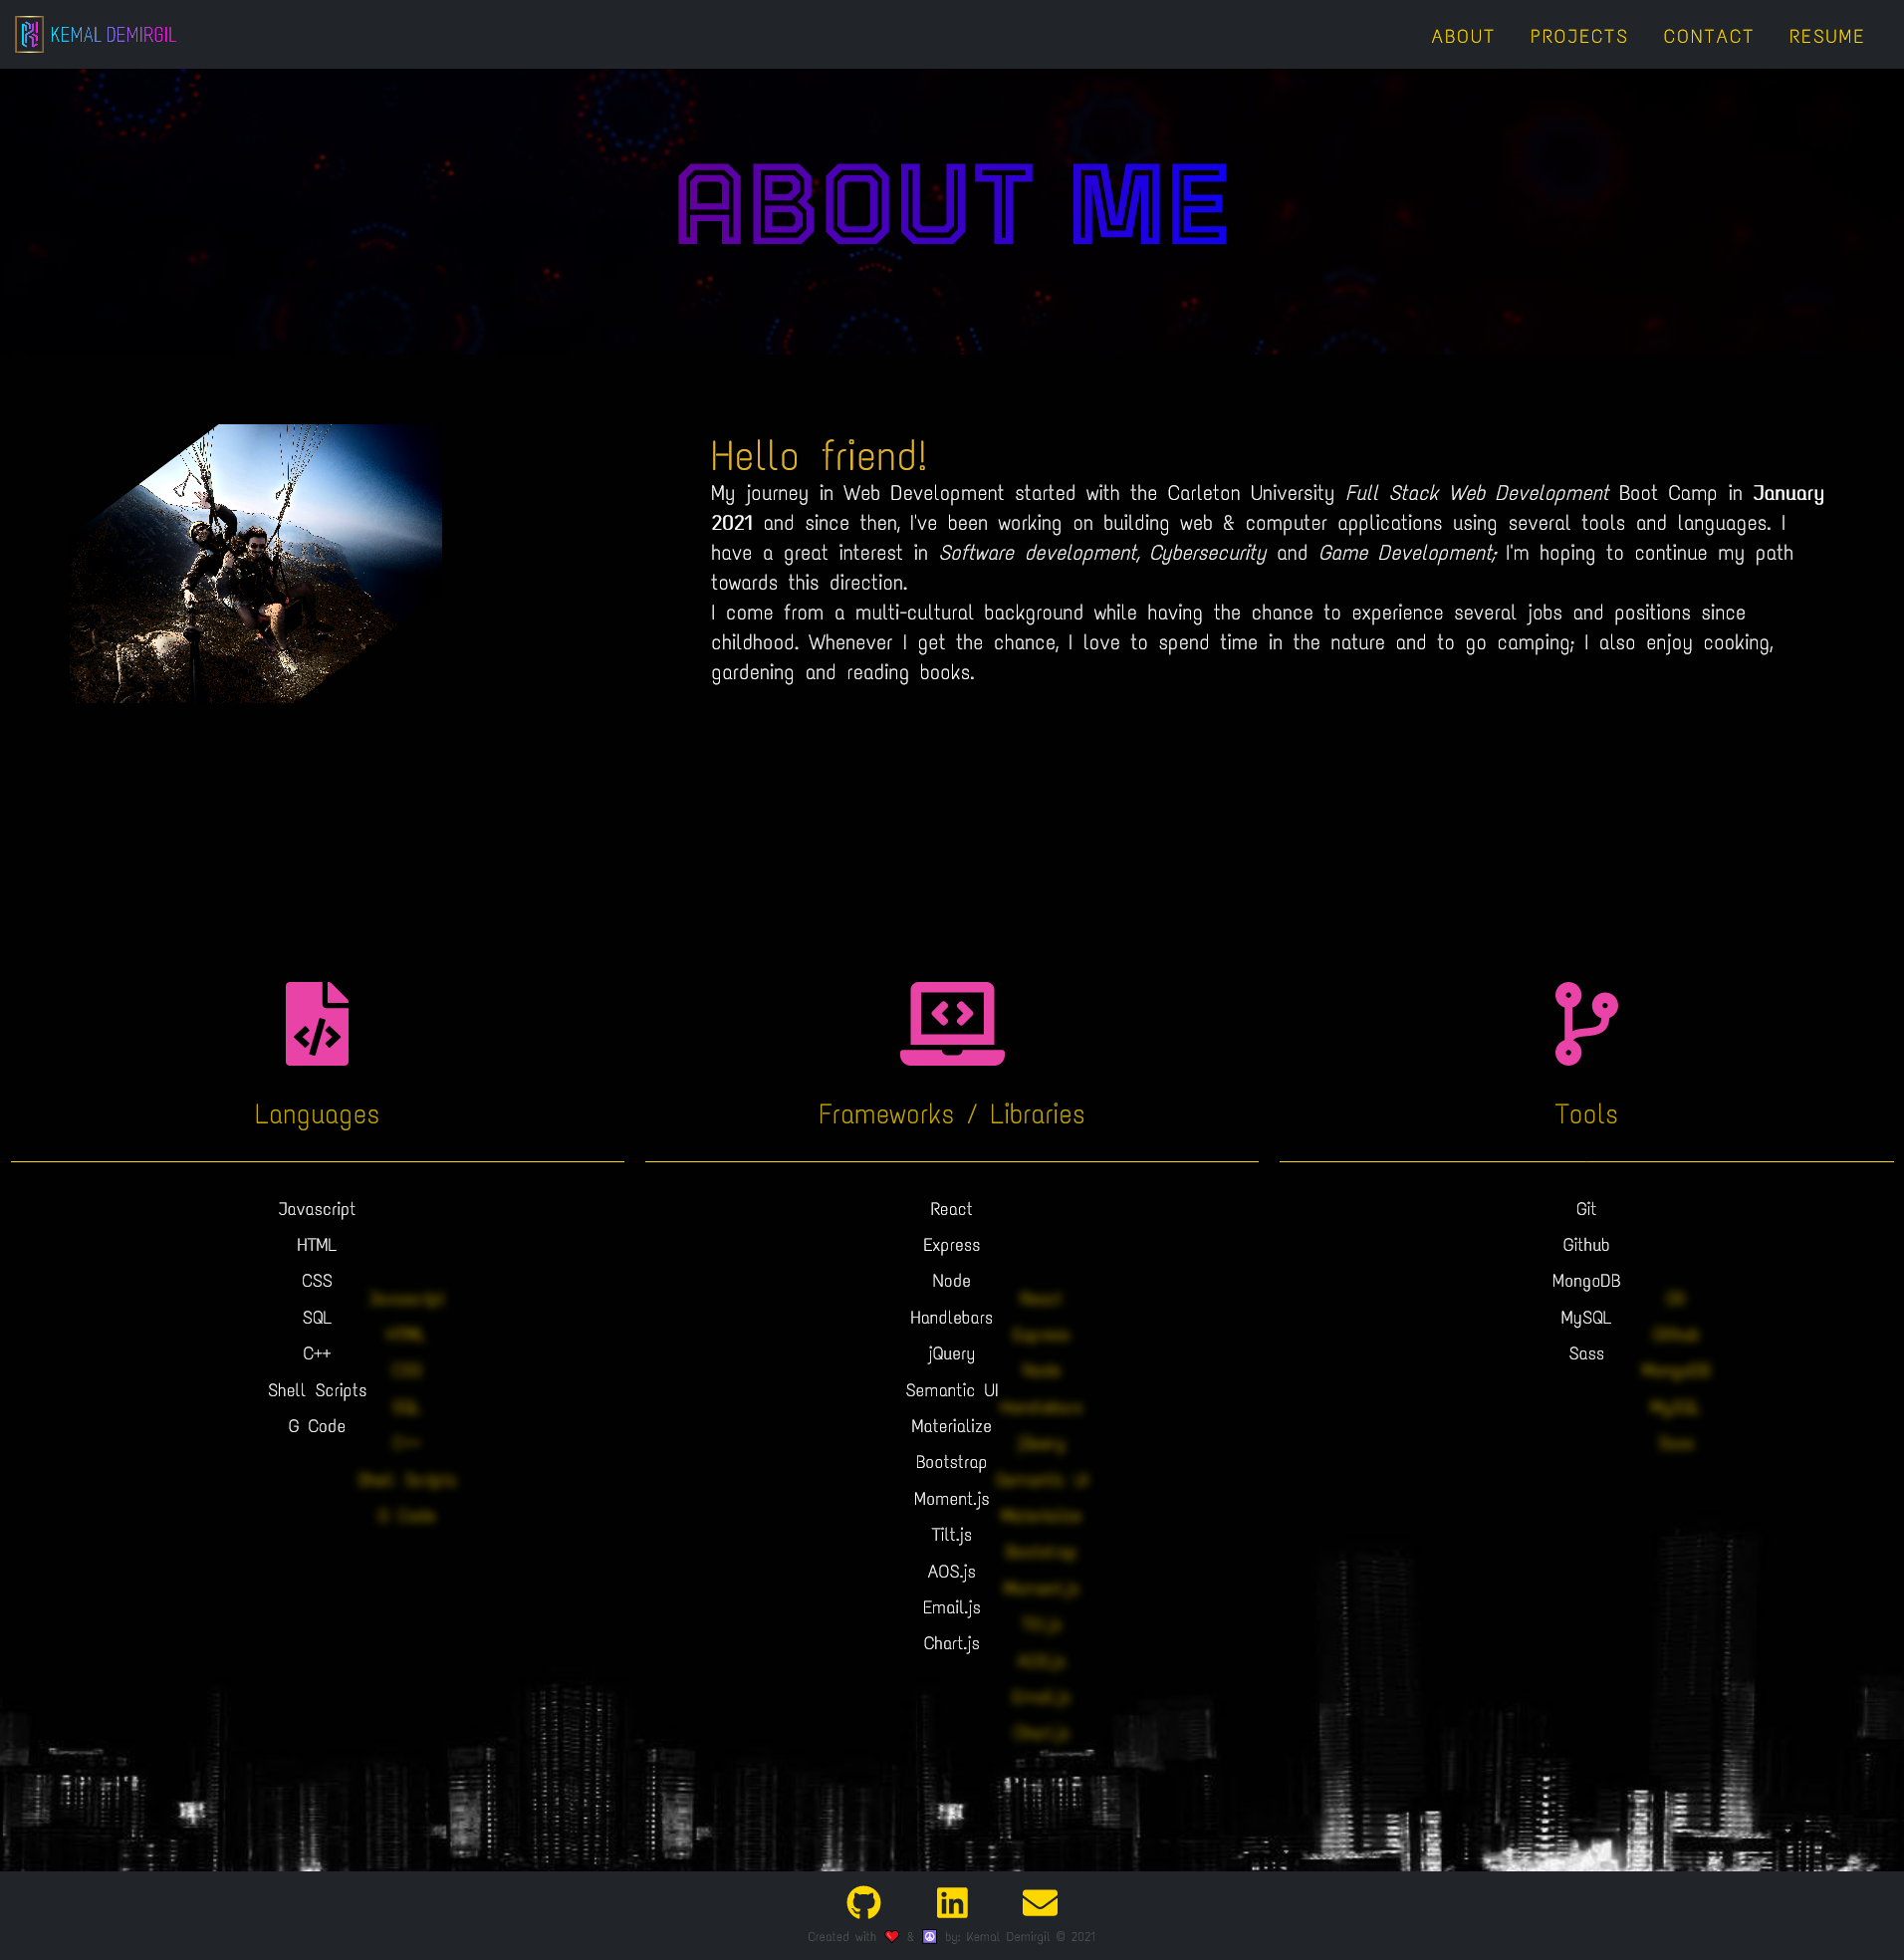 KEMAL DEMIRGIL
ABOUT PROJECTS CONTACT RESUME
ABOUT ME
Hello friend!
My journey in Web Development started with the Carleton University Full Stack Web Development Boot Camp in January
2021 and since then, I've been working on building web & computer applications using several tools and languages. I
have a great interest in Software development, Cybersecurity and Game Development; I'm hoping to continue my path
towards this direction.
I come from a multi-cultural background while having the chance to experience several jobs and positions since
childhood. Whenever I get the chance, I love to spend time in the nature and to go camping; I also enjoy cooking,
gardening and reading books.
Languages
Javascript
HTML
CSS
SQL
C++
Shell Scripts
G Code
Frameworks / Libraries
React
Express
Node
Handlebars
jQuery
Semantic UI
Materialize
Bootstrap
Moment.js
Tilt.js
AOS.js
Email.js
Chart.js
Tools
Git
Github
MongoDB
MySQL
Sass
Created with ❤️ & ☮️ by: Kemal Demirgil © 2021